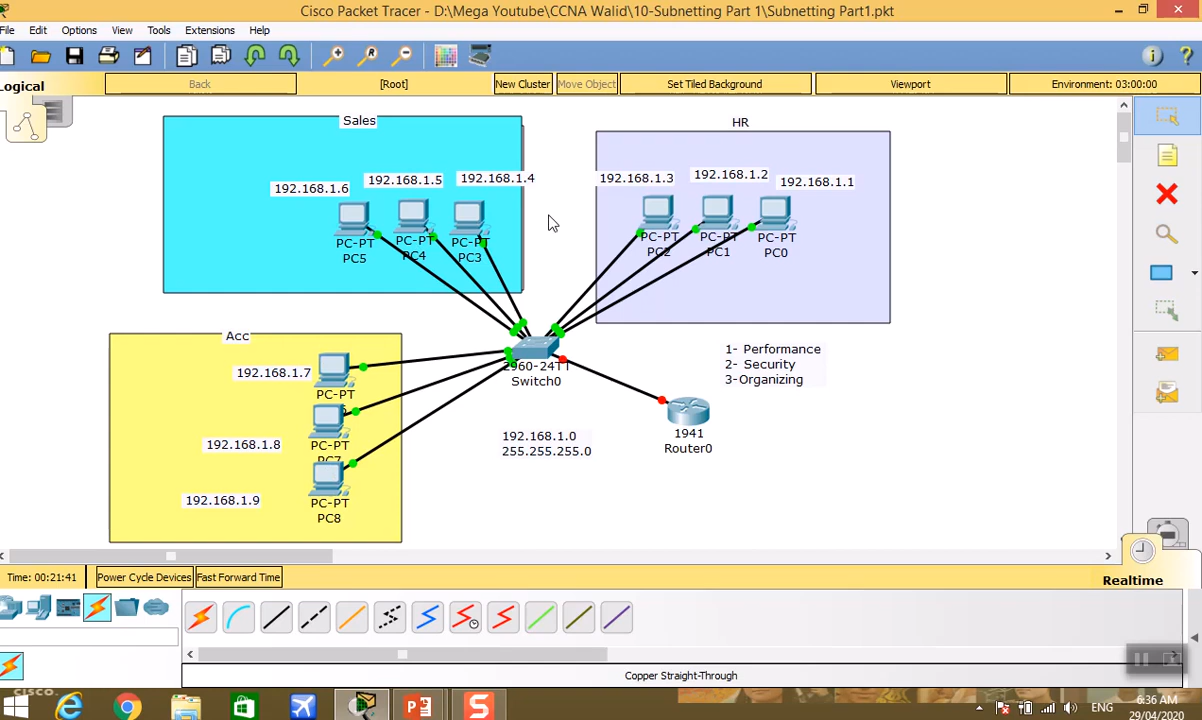 Cisco Packet Tracer - D:\Mega Youtube\CCNA Walid\10-Subnetting Part 1\Subnetting Part1.pkt
File Edit Options View Tools Extensions Help
Logical Back [Root] New Cluster Move Object Set Tiled Background Viewport Environment: 03:00:00
Sales
HR
192.168.1.6
192.168.1.5
192.168.1.4
192.168.1.3
192.168.1.2
192.168.1.1
PC-PT
PC5
PC-PT
PC4
PC-PT
PC3
PC-PT
PC2
PC-PT
PC1
PC-PT
PC0
Acc
192.168.1.7
PC-PT
192.168.1.8
PC-PT
PC7
192.168.1.9
PC-PT
PC8
2960-24TT
Switch0
1- Performance
2- Security
3-Organizing
1941
Router0
192.168.1.0
255.255.255.0
Time: 00:21:41 Power Cycle Devices Fast Forward Time
Realtime
Copper Straight-Through
CISCO
ENG
6:36 AM
29/04/2020